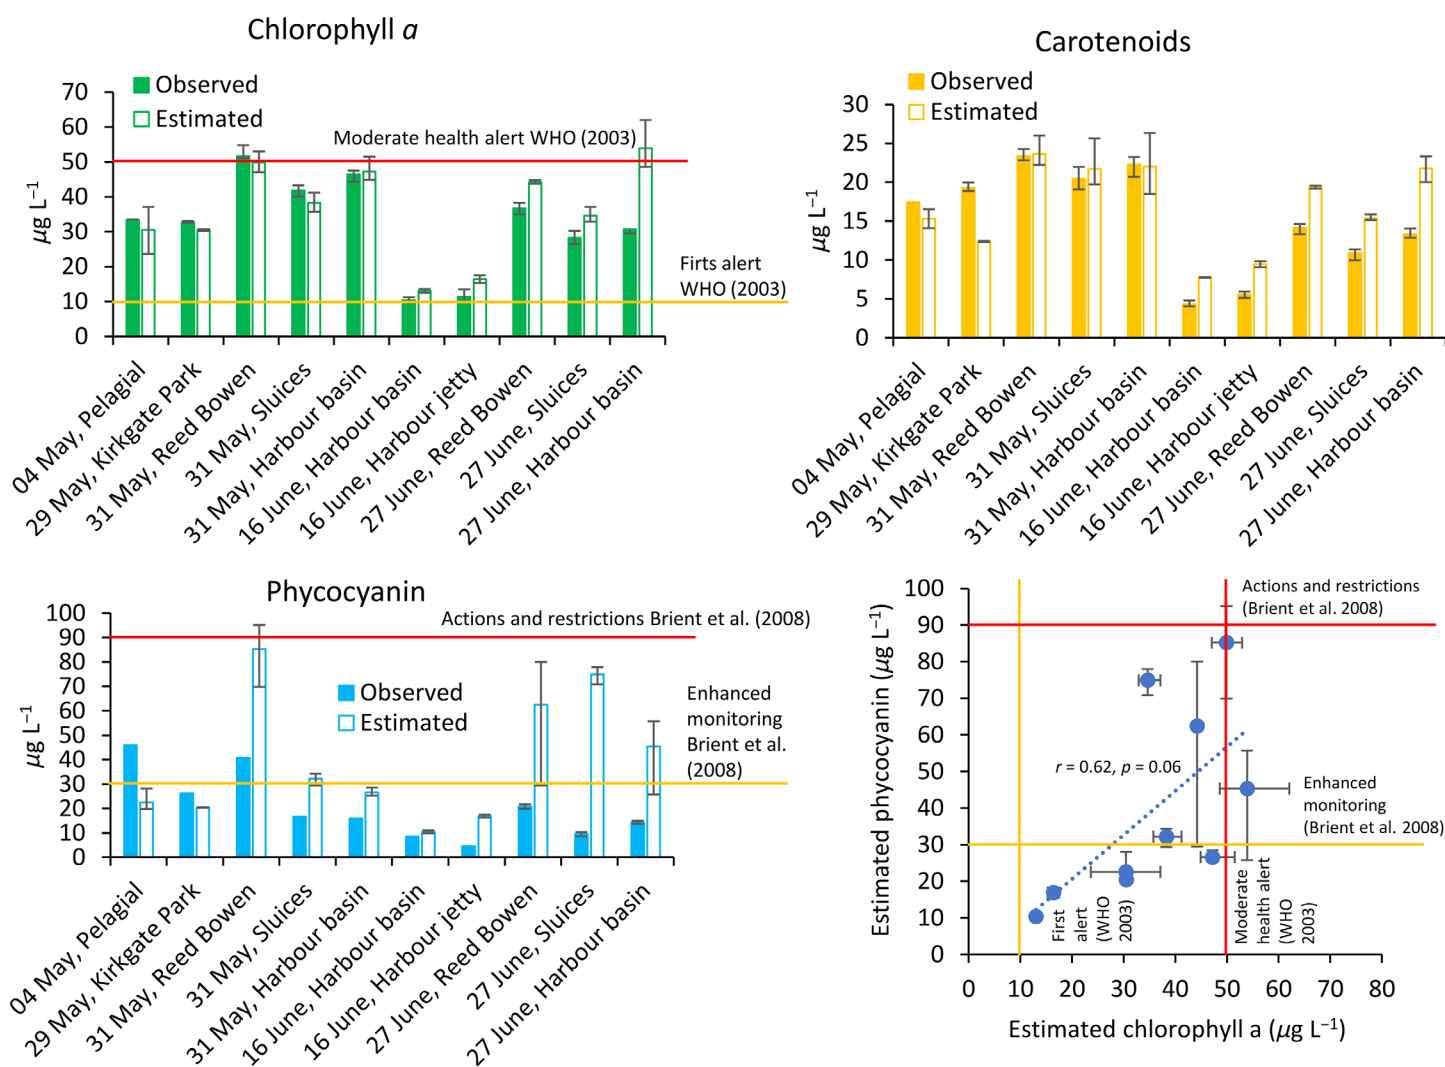 Chlorophyll a
Observed
Estimated
Moderate health alert WHO (2003)
Firts alert
WHO (2003)
µg L⁻¹
70
60
50
40
30
20
10
0
04 May, Pelagial
29 May, Kirkgate Park
31 May, Reed Bowen
31 May, Sluices
31 May, Harbour basin
16 June, Harbour basin
16 June, Harbour jetty
27 June, Reed Bowen
27 June, Sluices
27 June, Harbour basin
Carotenoids
Observed
Estimated
µg L⁻¹
30
25
20
15
10
5
0
04 May, Pelagial
29 May, Kirkgate Park
31 May, Reed Bowen
31 May, Sluices
31 May, Harbour basin
16 June, Harbour basin
16 June, Harbour jetty
27 June, Reed Bowen
27 June, Sluices
27 June, Harbour basin
Phycocyanin
Actions and restrictions Brient et al. (2008)
Observed
Estimated
Enhanced
monitoring
Brient et al.
(2008)
µg L⁻¹
100
90
80
70
60
50
40
30
20
10
0
04 May, Pelagial
29 May, Kirkgate Park
31 May, Reed Bowen
31 May, Sluices
31 May, Harbour basin
16 June, Harbour basin
16 June, Harbour jetty
27 June, Reed Bowen
27 June, Sluices
27 June, Harbour basin
Actions and restrictions
(Brient et al. 2008)
r = 0.62, p = 0.06
Enhanced
monitoring
(Brient et al. 2008)
First
alert
(WHO
2003)
Moderate
health alert
(WHO
2003)
Estimated phycocyanin (µg L⁻¹)
100
90
80
70
60
50
40
30
20
10
0
0 10 20 30 40 50 60 70 80
Estimated chlorophyll a (µg L⁻¹)